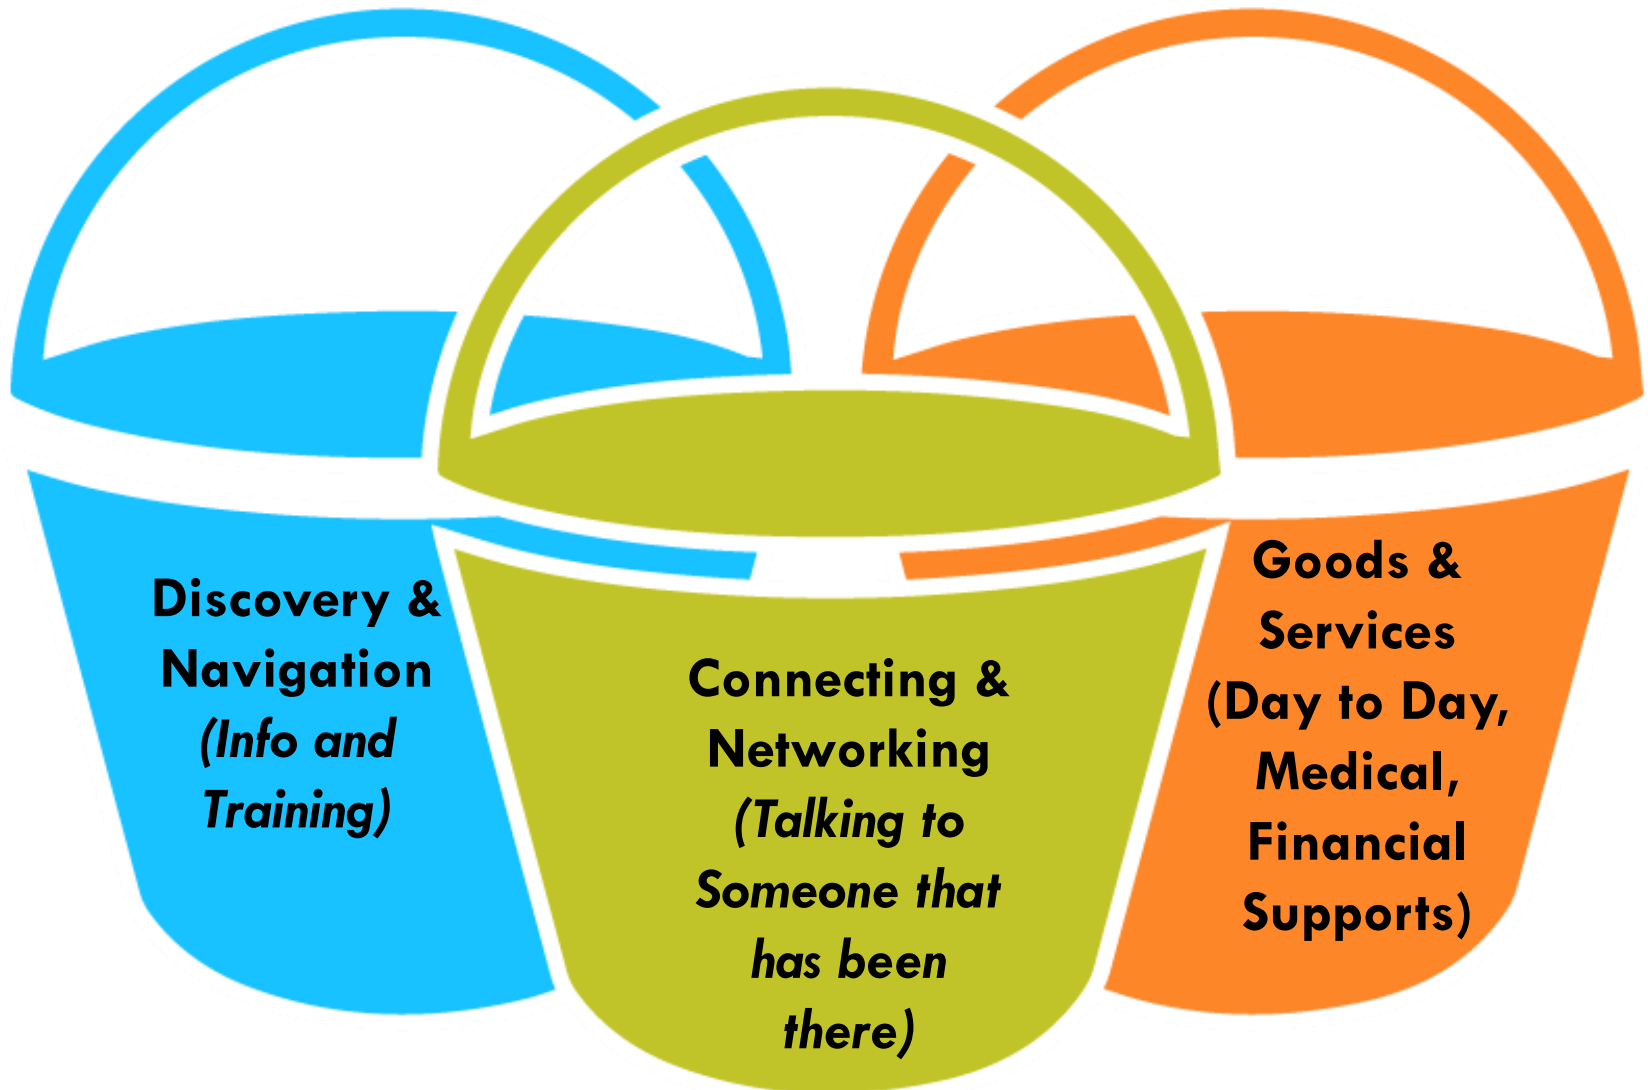 Discovery &
Navigation
(Info and
Training)
Connecting &
Networking
(Talking to
Someone that
has been
there)
Goods &
Services
(Day to Day,
Medical,
Financial
Supports)